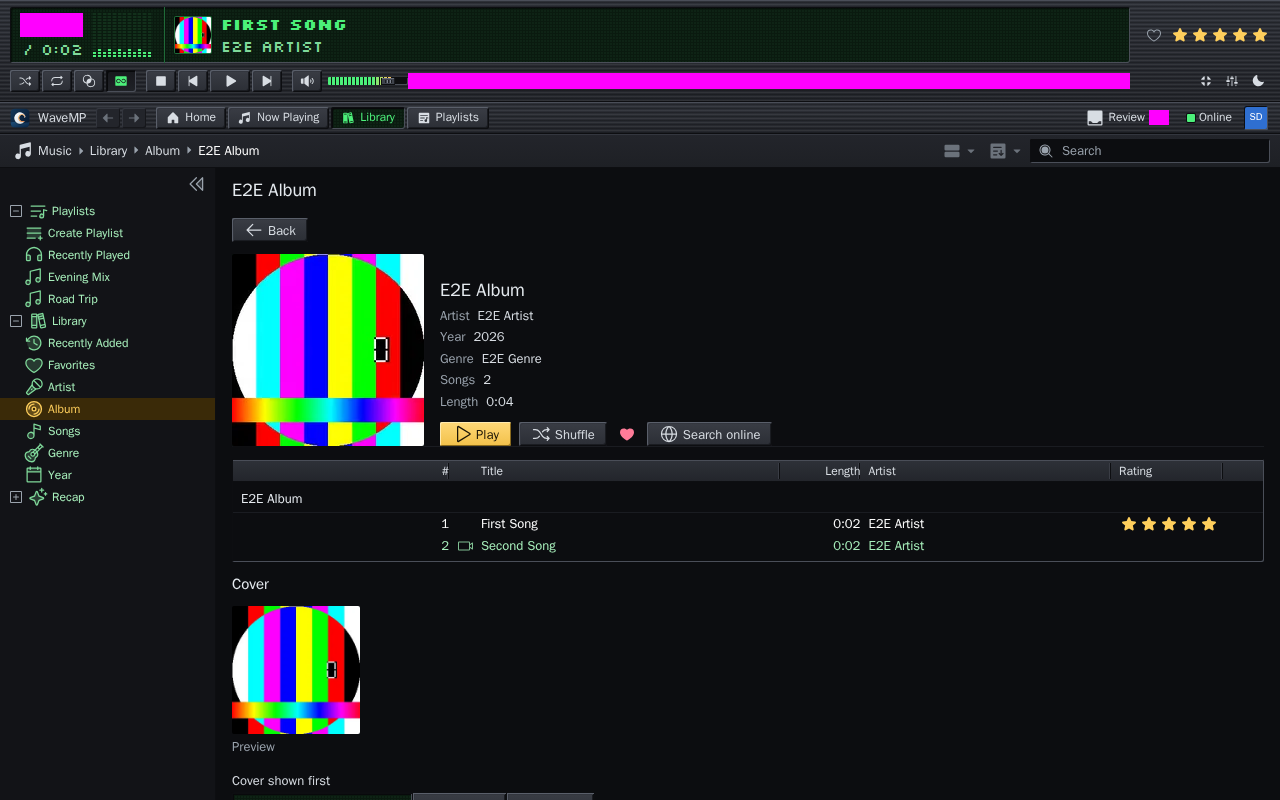 / 0:02
FIRST SONG
E2E ARTIST
WaveMP
Home
Now Playing
Library
Playlists
Review
Online
SD
Music
Library
Album
E2E Album
Search
Playlists
Create Playlist
Recently Played
Evening Mix
Road Trip
Library
Recently Added
Favorites
Artist
Album
Songs
Genre
Year
Recap
E2E Album
Back
0
E2E Album
Artist E2E Artist
Year 2026
Genre E2E Genre
Songs 2
Length 0:04
Play
Shuffle
Search online
# Title Length Artist Rating
E2E Album
1 First Song 0:02 E2E Artist
2 Second Song 0:02 E2E Artist
Cover
Preview
Cover shown first